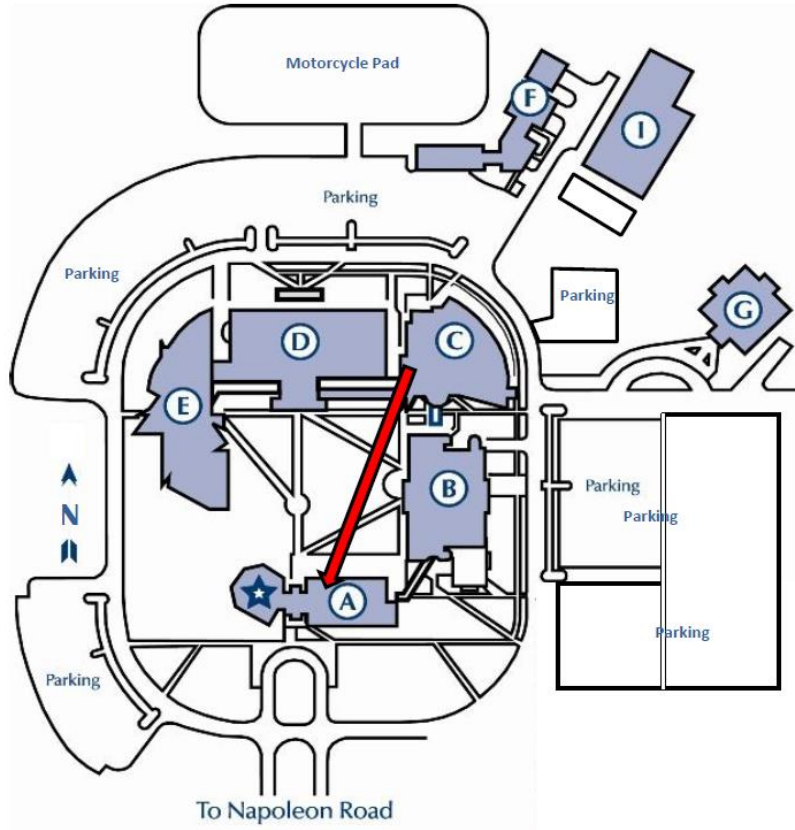 Motorcycle Pad
F
I
Parking
Parking
Parking
G
D
C
E
B
Parking
N
Parking
A
Parking
Parking
To Napoleon Road